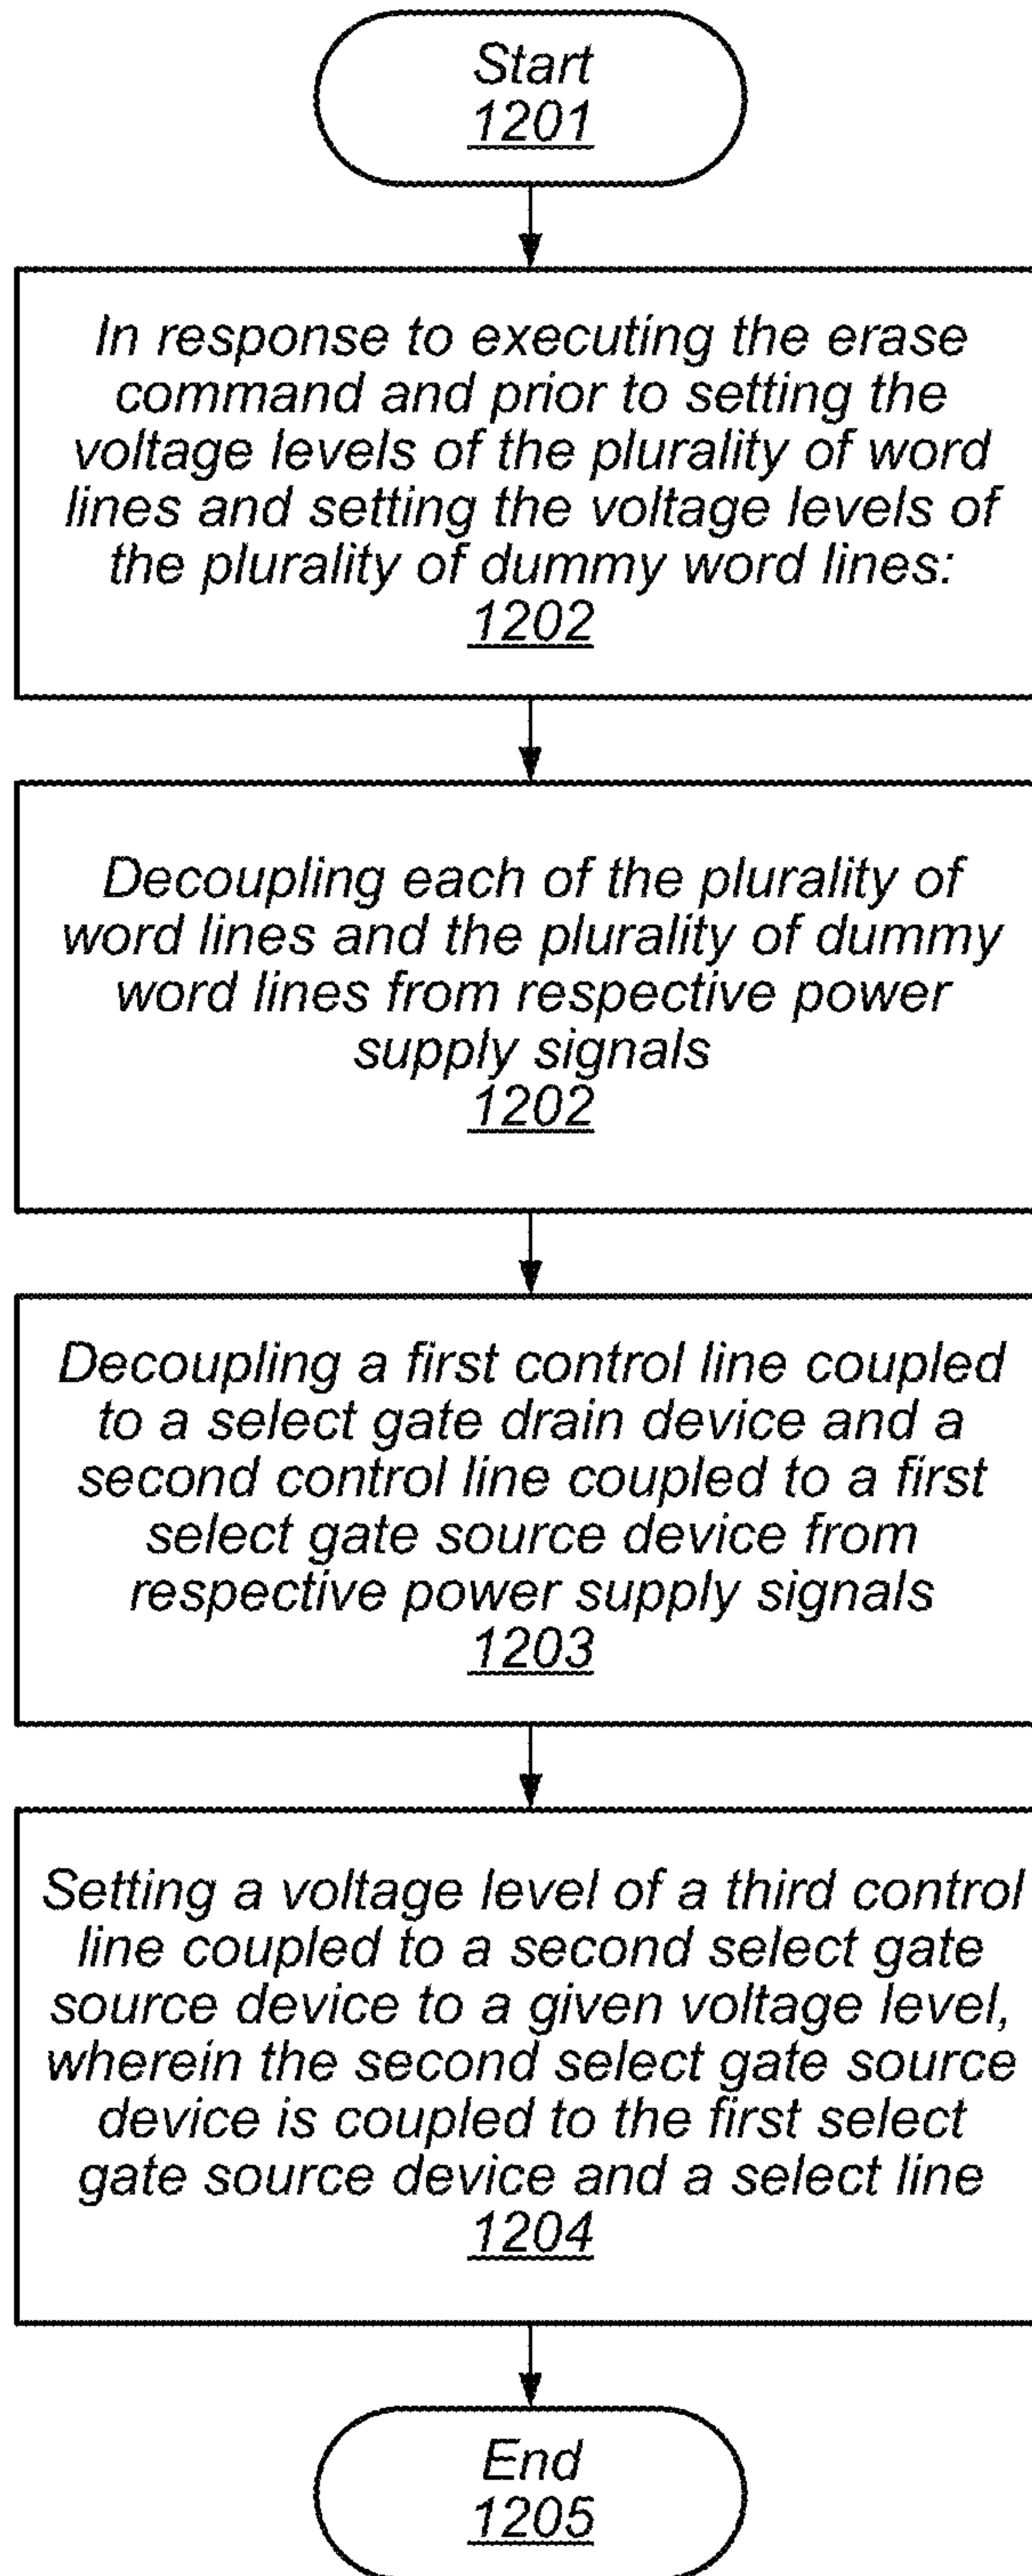 Start
1201
In response to executing the erase
command and prior to setting the
voltage levels of the plurality of word
lines and setting the voltage levels of
the plurality of dummy word lines:
1202
Decoupling each of the plurality of
word lines and the plurality of dummy
word lines from respective power
supply signals
1202
Decoupling a first control line coupled
to a select gate drain device and a
second control line coupled to a first
select gate source device from
respective power supply signals
1203
Setting a voltage level of a third control
line coupled to a second select gate
source device to a given voltage level,
wherein the second select gate source
device is coupled to the first select
gate source device and a select line
1204
End
1205